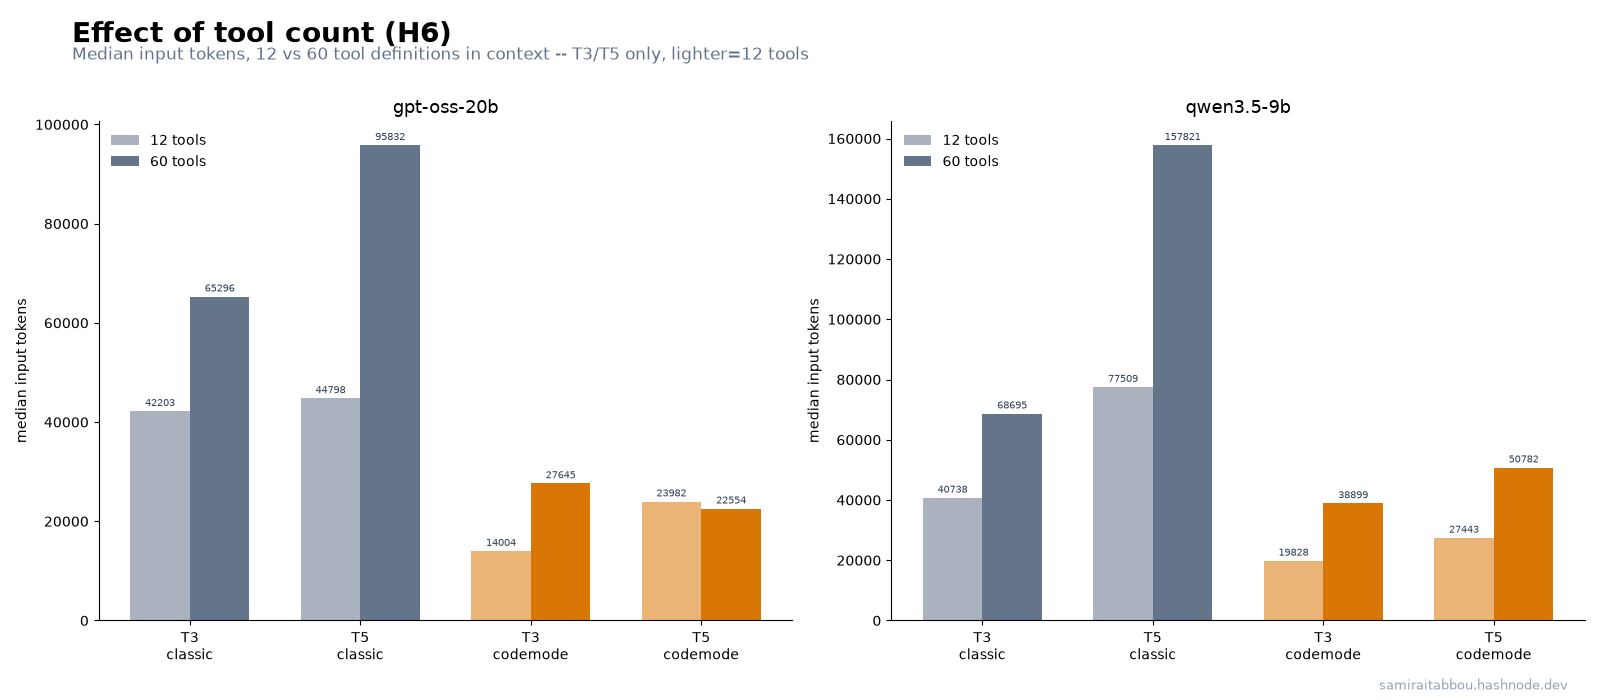 Effect of tool count (H6)
Median input tokens, 12 vs 60 tool definitions in context -- T3/T5 only, lighter=12 tools
gpt-oss-20b
12 tools
60 tools
median input tokens
100000
80000
60000
40000
20000
0
42203
65296
44798
95832
14004
27645
23982
22554
T3
classic
T5
classic
T3
codemode
T5
codemode
qwen3.5-9b
12 tools
60 tools
median input tokens
160000
140000
120000
100000
80000
60000
40000
20000
0
40738
68695
77509
157821
19828
38899
27443
50782
T3
classic
T5
classic
T3
codemode
T5
codemode
samiraitabbou.hashnode.dev